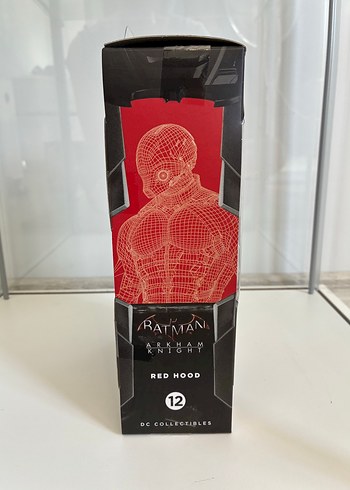 BATMAN
ARKHAM
KNIGHT
RED HOOD
12
DC COLLECTIBLES